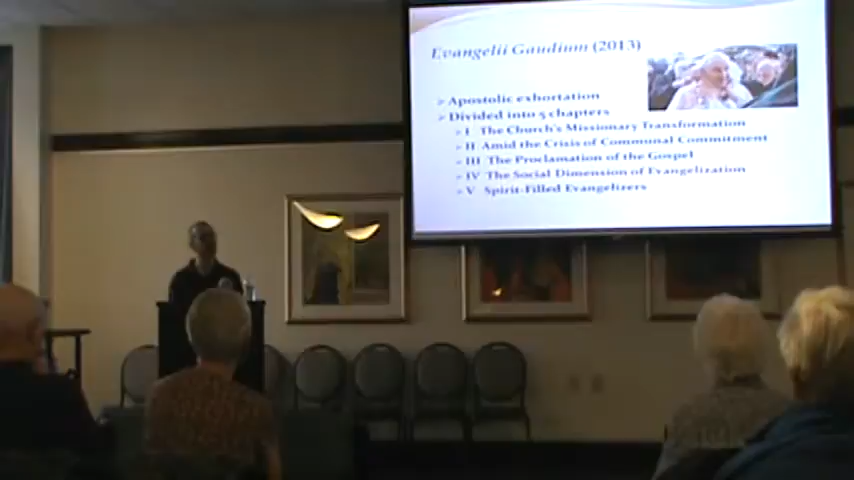 Evangelii Gaudium (2013)
Apostolic exhortation
Divided into 5 chapters
I The Church's Missionary Transformation
II Amid the Crisis of Communal Commitment
III The Proclamation of the Gospel
IV The Social Dimension of Evangelization
V Spirit-Filled Evangelizers